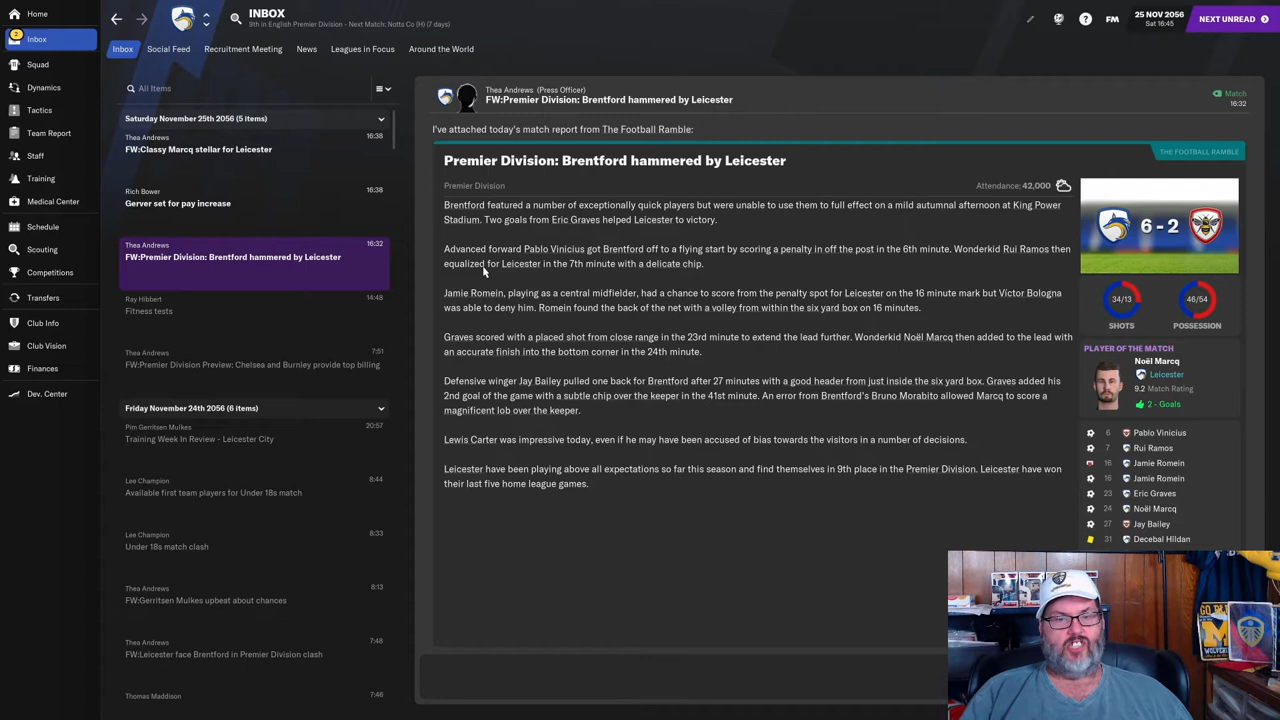 Home
INBOX
9th in English Premier Division - Next Match: Notts Co (H) (7 days)
FM
25 NOV 2056
Sat 16:45
NEXT UNREAD
2
Inbox
Squad
Dynamics
Tactics
Team Report
Staff
Training
Medical Center
Schedule
Scouting
Competitions
Transfers
Club Info
Club Vision
Finances
Dev. Center
Inbox
Social Feed
Recruitment Meeting
News
Leagues in Focus
Around the World
All Items
Saturday November 25th 2056 (5 items)
Thea Andrews 16:38
FW:Classy Marcq stellar for Leicester
Rich Bower 16:38
Gerver set for pay increase
Thea Andrews 16:32
FW:Premier Division: Brentford hammered by Leicester
Ray Hibbert 14:48
Fitness tests
Thea Andrews 7:51
FW:Premier Division Preview: Chelsea and Burnley provide top billing
Friday November 24th 2056 (6 items)
Pim Gerritsen Mulkes 20:57
Training Week In Review - Leicester City
Lee Champion 8:44
Available first team players for Under 18s match
Lee Champion 8:33
Under 18s match clash
Thea Andrews 8:13
FW:Gerritsen Mulkes upbeat about chances
Thea Andrews 7:48
FW:Leicester face Brentford in Premier Division clash
Thomas Maddison 7:46
Thea Andrews (Press Officer)
FW:Premier Division: Brentford hammered by Leicester
Match
16:32
I've attached today's match report from The Football Ramble:
Premier Division: Brentford hammered by Leicester
THE FOOTBALL RAMBLE
Premier Division
Attendance: 42,000
Brentford featured a number of exceptionally quick players but were unable to use them to full effect on a mild autumnal afternoon at King Power
Stadium. Two goals from Eric Graves helped Leicester to victory.
Advanced forward Pablo Vinicius got Brentford off to a flying start by scoring a penalty in off the post in the 6th minute. Wonderkid Rui Ramos then
equalized for Leicester in the 7th minute with a delicate chip.
Jamie Romein, playing as a central midfielder, had a chance to score from the penalty spot for Leicester on the 16 minute mark but Víctor Bologna
was able to deny him. Romein found the back of the net with a volley from within the six yard box on 16 minutes.
Graves scored with a placed shot from close range in the 23rd minute to extend the lead further. Wonderkid Noël Marcq then added to the lead with
an accurate finish into the bottom corner in the 24th minute.
Defensive winger Jay Bailey pulled one back for Brentford after 27 minutes with a good header from just inside the six yard box. Graves added his
2nd goal of the game with a subtle chip over the keeper in the 41st minute. An error from Brentford's Bruno Morabito allowed Marcq to score a
magnificent lob over the keeper.
Lewis Carter was impressive today, even if he may have been accused of bias towards the visitors in a number of decisions.
Leicester have been playing above all expectations so far this season and find themselves in 9th place in the Premier Division. Leicester have won
their last five home league games.
6 - 2
34/13
SHOTS
46/54
POSSESSION
PLAYER OF THE MATCH
Noël Marcq
Leicester
9.2 Match Rating
2 - Goals
6 Pablo Vinicius
7 Rui Ramos
16 Jamie Romein
16 Jamie Romein
23 Eric Graves
24 Noël Marcq
27 Jay Bailey
31 Decebal Hildan
GO BLUE
M
WOLVERINES